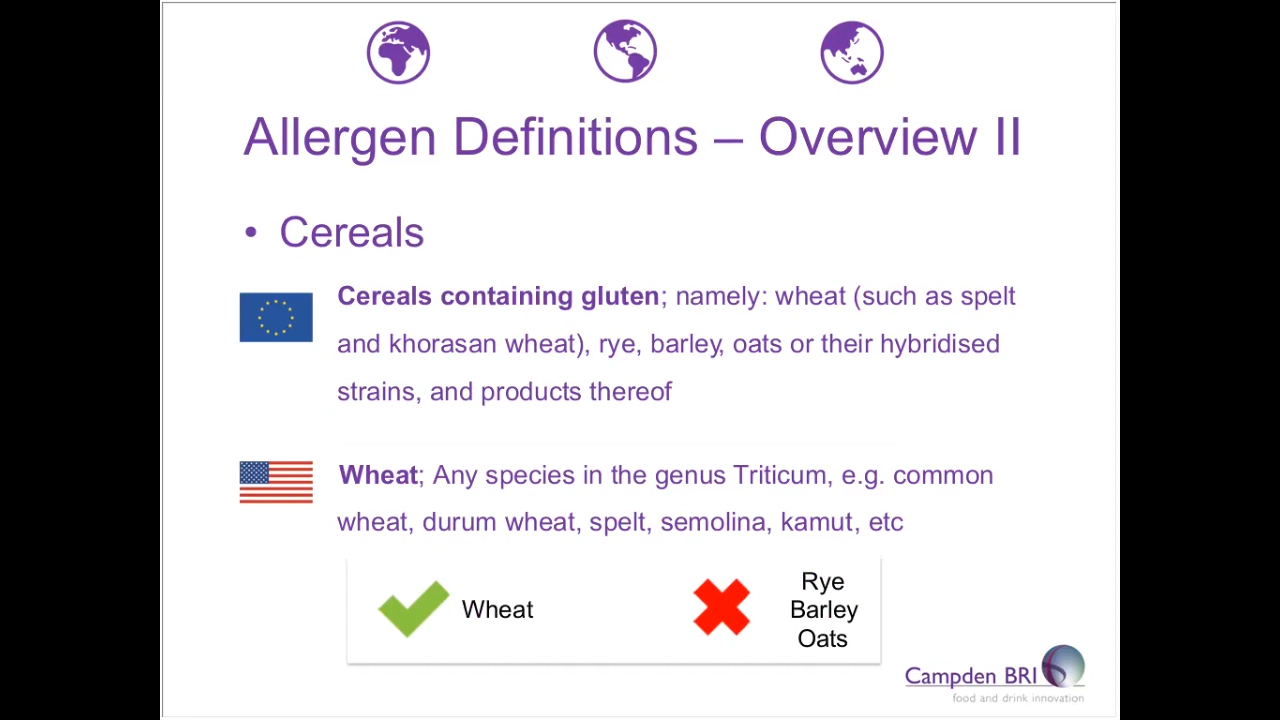 Allergen Definitions – Overview II
• Cereals
Cereals containing gluten; namely: wheat (such as spelt
and khorasan wheat), rye, barley, oats or their hybridised
strains, and products thereof
Wheat; Any species in the genus Triticum, e.g. common
wheat, durum wheat, spelt, semolina, kamut, etc
Wheat
Rye
Barley
Oats
Campden BRI
food and drink innovation